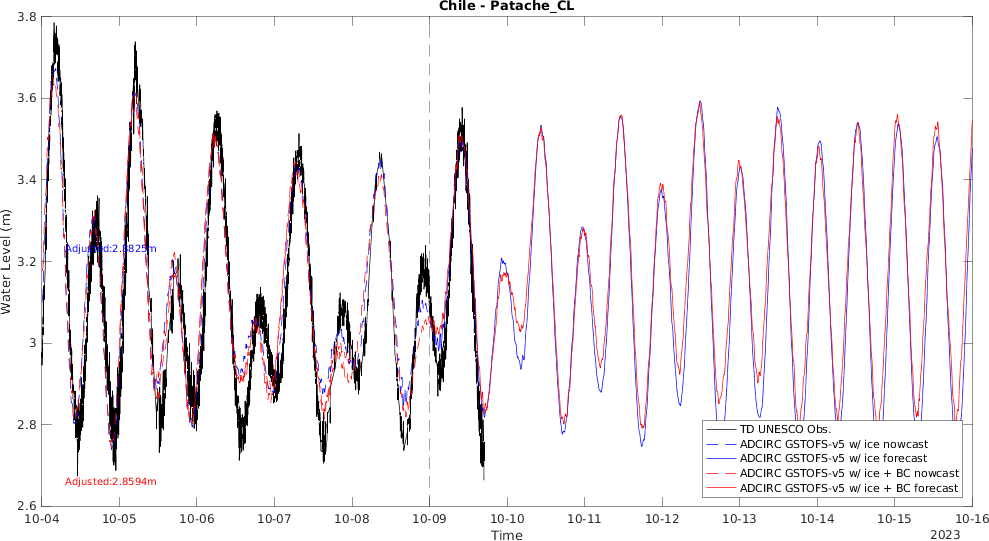 Chile - Patache_CL
3.8
3.6
3.4
3.2
3
2.8
2.6
Water Level (m)
Adjusted:2.8825m
Adjusted:2.8594m
TD UNESCO Obs.
ADCIRC GSTOFS-v5 w/ ice nowcast
ADCIRC GSTOFS-v5 w/ ice forecast
ADCIRC GSTOFS-v5 w/ ice + BC nowcast
ADCIRC GSTOFS-v5 w/ ice + BC forecast
10-04 10-05 10-06 10-07 10-08 10-09 10-10 10-11 10-12 10-13 10-14 10-15 10-16
Time
2023